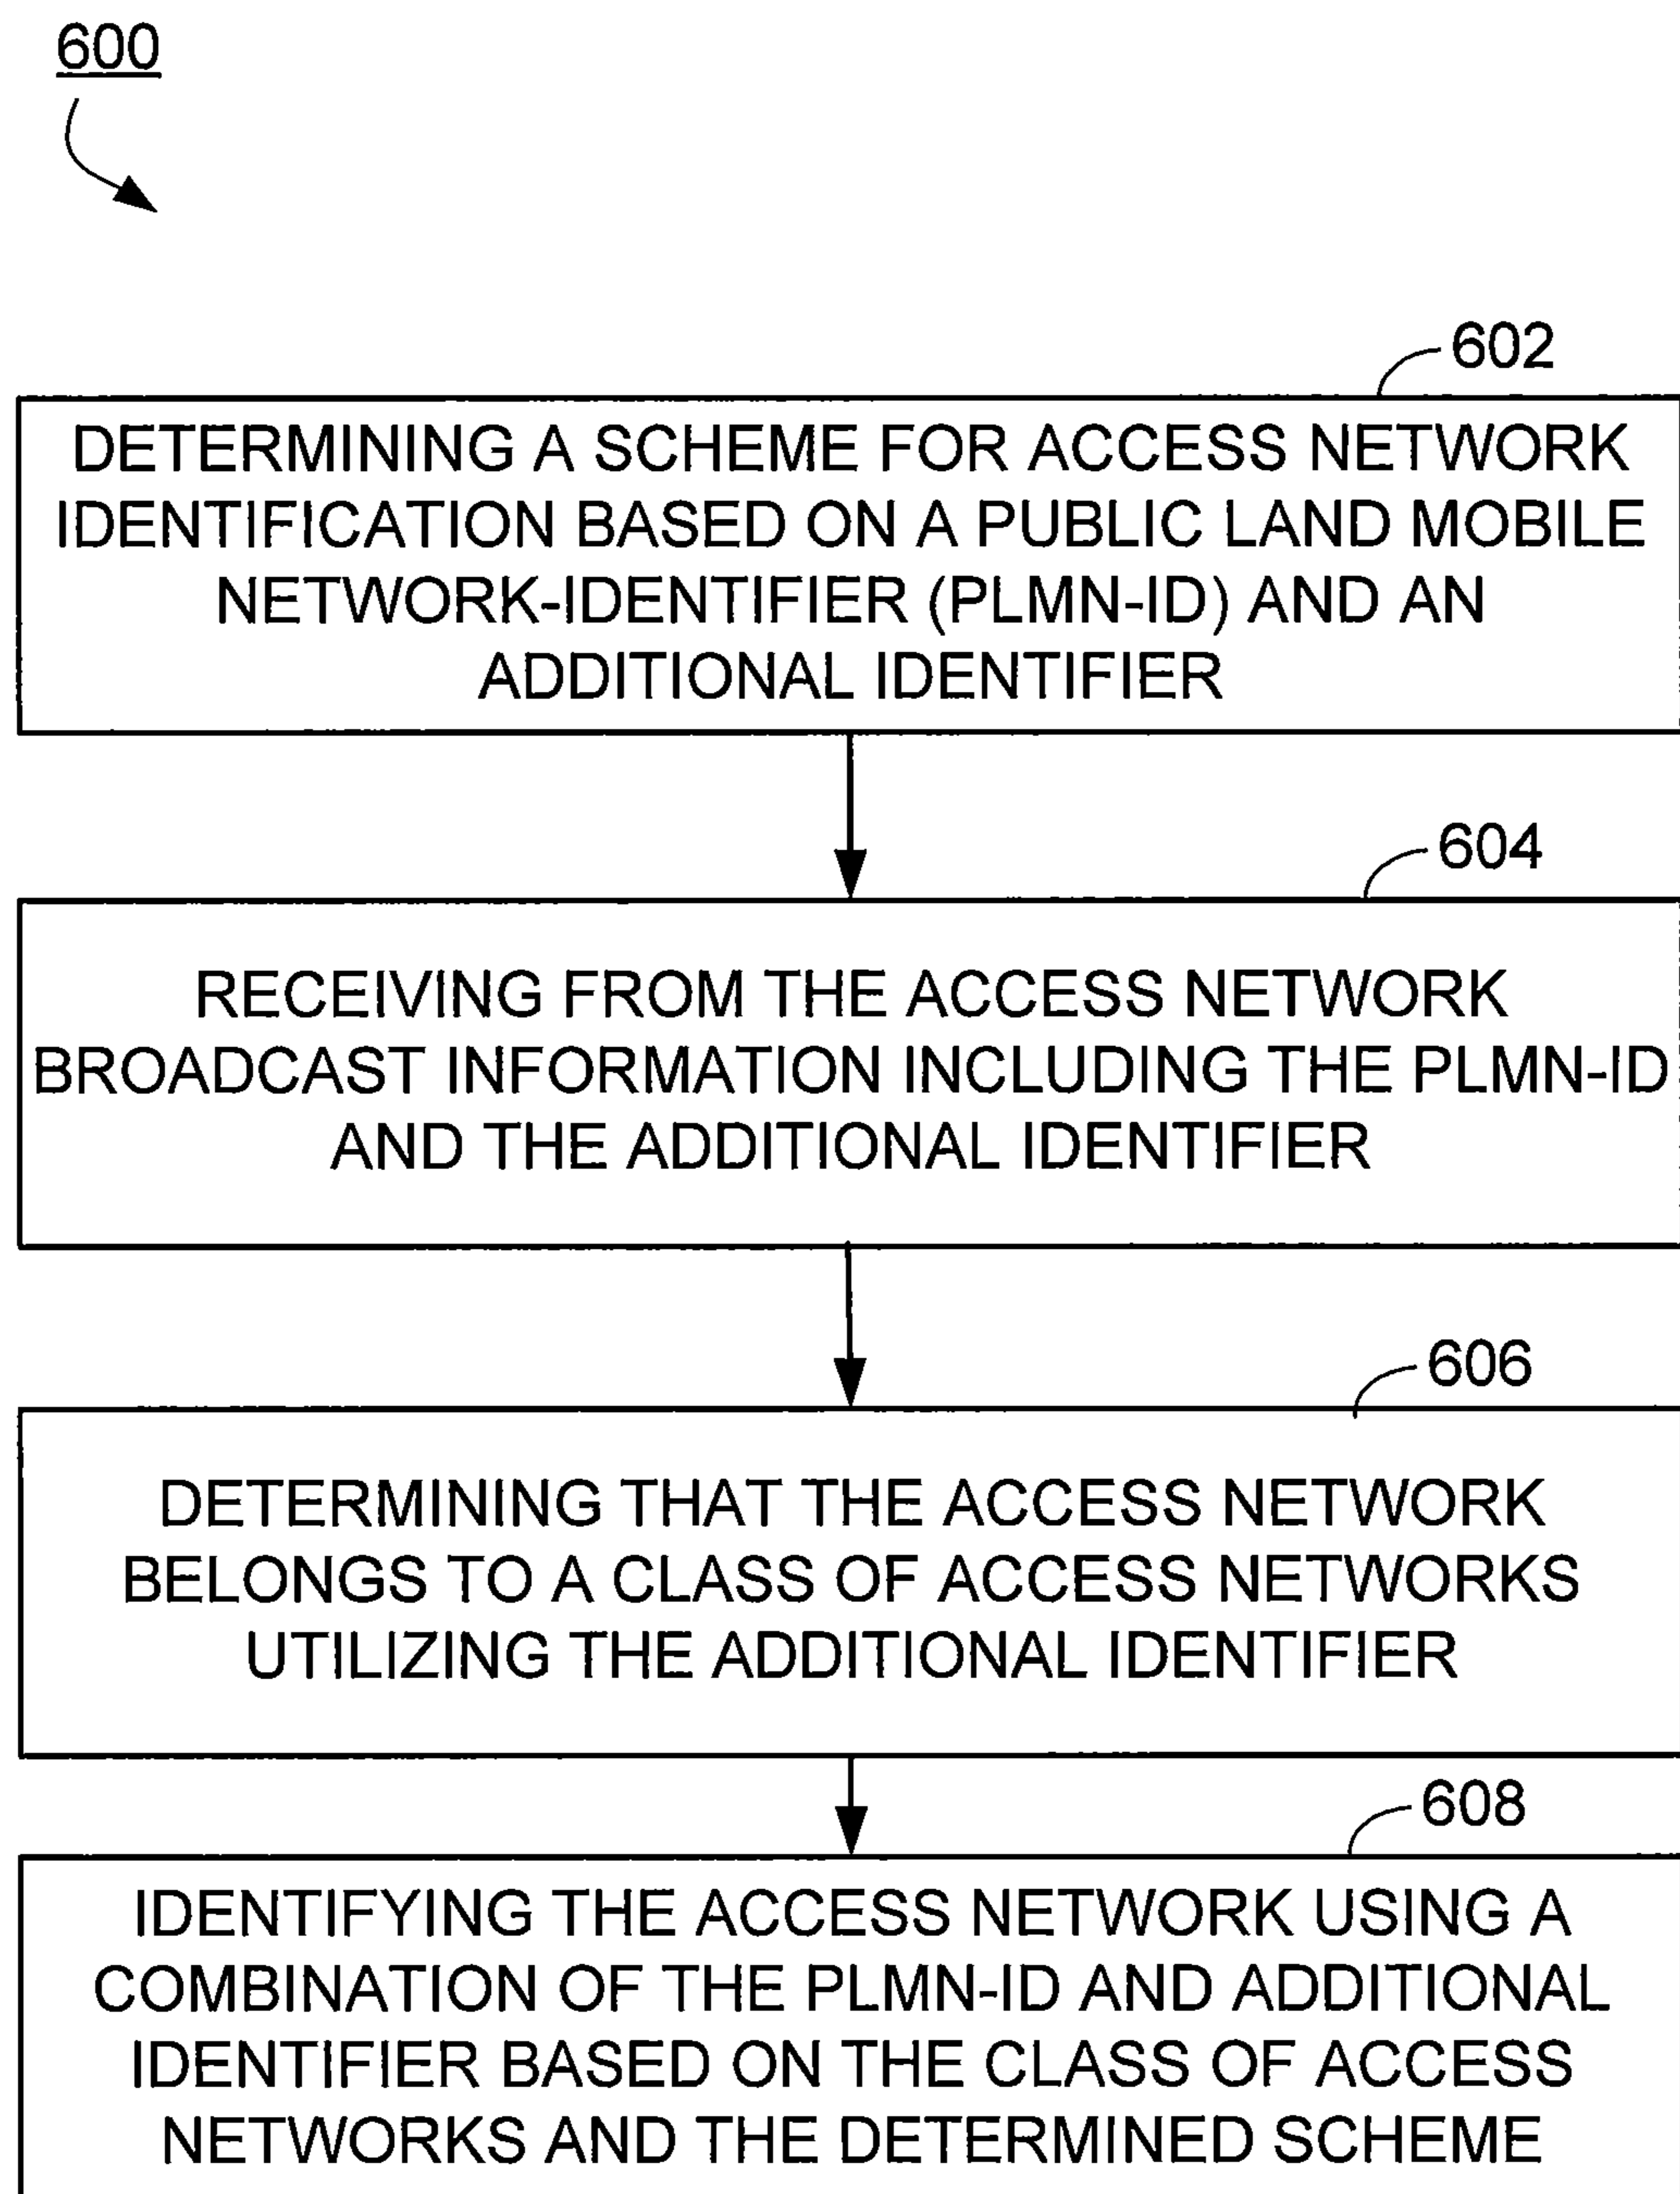 600
602
DETERMINING A SCHEME FOR ACCESS NETWORK
IDENTIFICATION BASED ON A PUBLIC LAND MOBILE
NETWORK-IDENTIFIER (PLMN-ID) AND AN
ADDITIONAL IDENTIFIER
604
RECEIVING FROM THE ACCESS NETWORK
BROADCAST INFORMATION INCLUDING THE PLMN-ID
AND THE ADDITIONAL IDENTIFIER
606
DETERMINING THAT THE ACCESS NETWORK
BELONGS TO A CLASS OF ACCESS NETWORKS
UTILIZING THE ADDITIONAL IDENTIFIER
608
IDENTIFYING THE ACCESS NETWORK USING A
COMBINATION OF THE PLMN-ID AND ADDITIONAL
IDENTIFIER BASED ON THE CLASS OF ACCESS
NETWORKS AND THE DETERMINED SCHEME